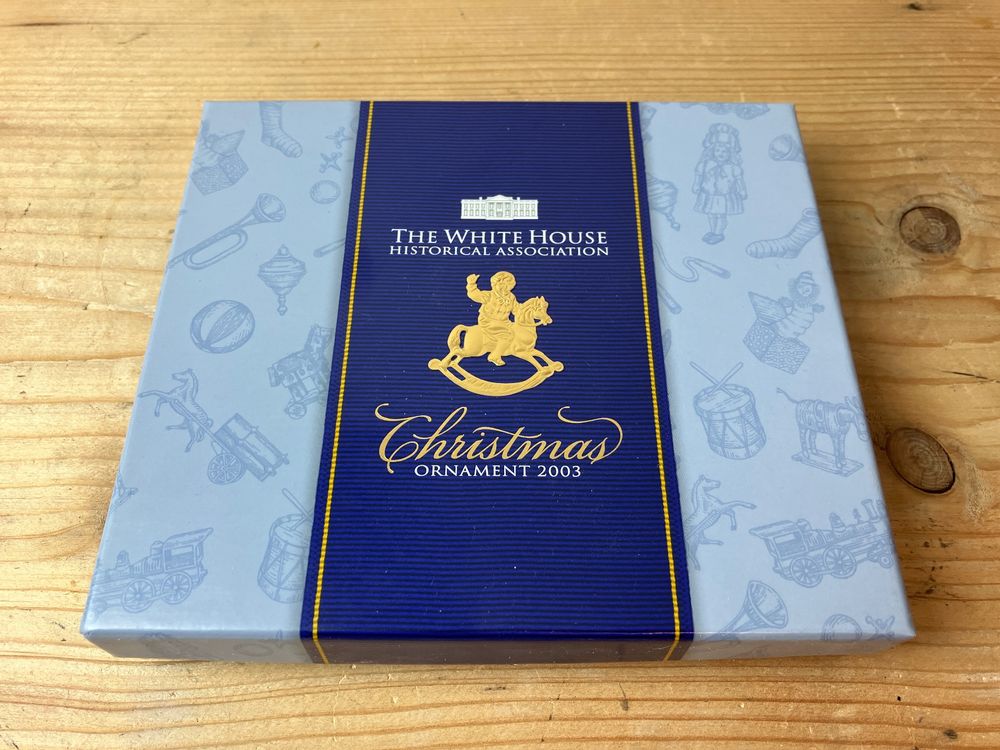 THE WHITE HOUSE
HISTORICAL ASSOCIATION
Christmas
ORNAMENT 2003